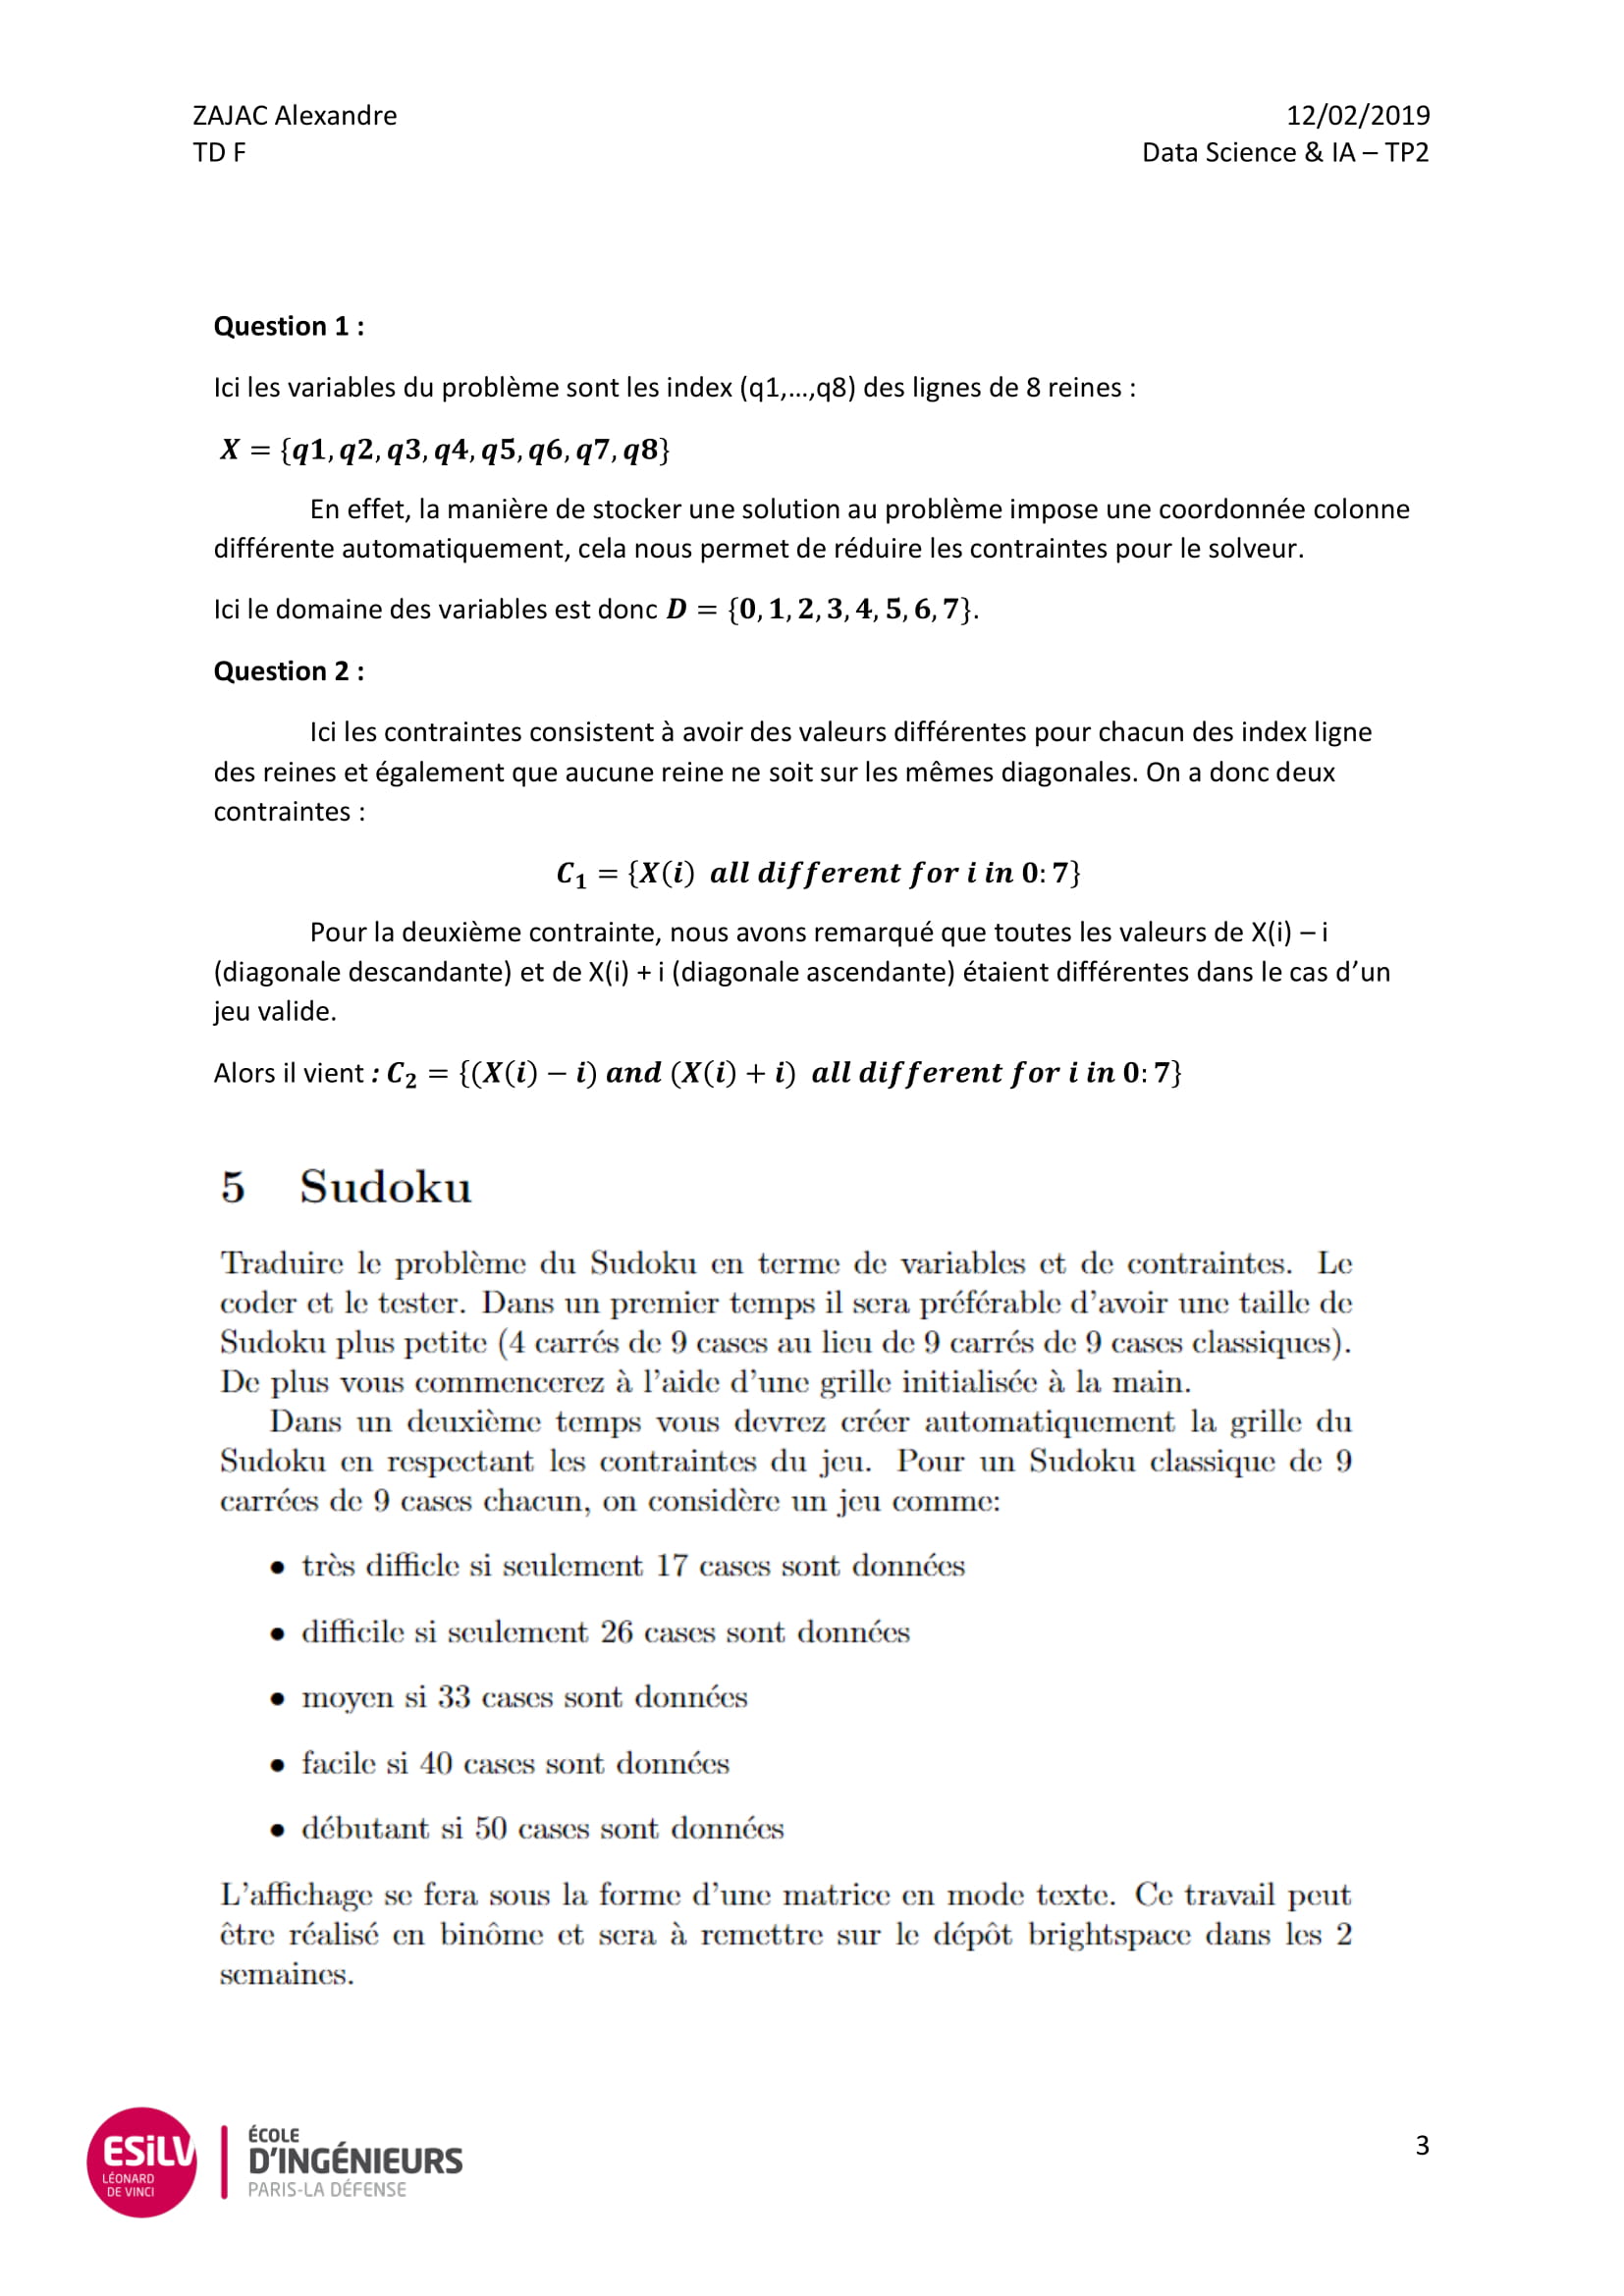 ZAJAC Alexandre
12/02/2019
TD F
Data Science & IA – TP2
Question 1 :
Ici les variables du problème sont les index (q1,…,q8) des lignes de 8 reines :
X = {q1, q2, q3, q4, q5, q6, q7, q8}
En effet, la manière de stocker une solution au problème impose une coordonnée colonne
différente automatiquement, cela nous permet de réduire les contraintes pour le solveur.
Ici le domaine des variables est donc D = {0, 1, 2, 3, 4, 5, 6, 7}.
Question 2 :
Ici les contraintes consistent à avoir des valeurs différentes pour chacun des index ligne
des reines et également que aucune reine ne soit sur les mêmes diagonales. On a donc deux
contraintes :
C₁ = {X(i) all different for i in 0: 7}
Pour la deuxième contrainte, nous avons remarqué que toutes les valeurs de X(i) – i
(diagonale descandante) et de X(i) + i (diagonale ascendante) étaient différentes dans le cas d’un
jeu valide.
Alors il vient : C₂ = {(X(i) − i) and (X(i) + i) all different for i in 0: 7}
5 Sudoku
Traduire le problème du Sudoku en terme de variables et de contraintes. Le
coder et le tester. Dans un premier temps il sera préférable d’avoir une taille de
Sudoku plus petite (4 carrés de 9 cases au lieu de 9 carrés de 9 cases classiques).
De plus vous commencerez à l’aide d’une grille initialisée à la main.
Dans un deuxième temps vous devrez créer automatiquement la grille du
Sudoku en respectant les contraintes du jeu. Pour un Sudoku classique de 9
carrées de 9 cases chacun, on considère un jeu comme:
• très difficle si seulement 17 cases sont données
• difficile si seulement 26 cases sont données
• moyen si 33 cases sont données
• facile si 40 cases sont données
• débutant si 50 cases sont données
L’affichage se fera sous la forme d’une matrice en mode texte. Ce travail peut
être réalisé en binôme et sera à remettre sur le dépôt brightspace dans les 2
semaines.
ESiLV
LÉONARD
DE VINCI
ÉCOLE
D’INGÉNIEURS
PARIS-LA DÉFENSE
3